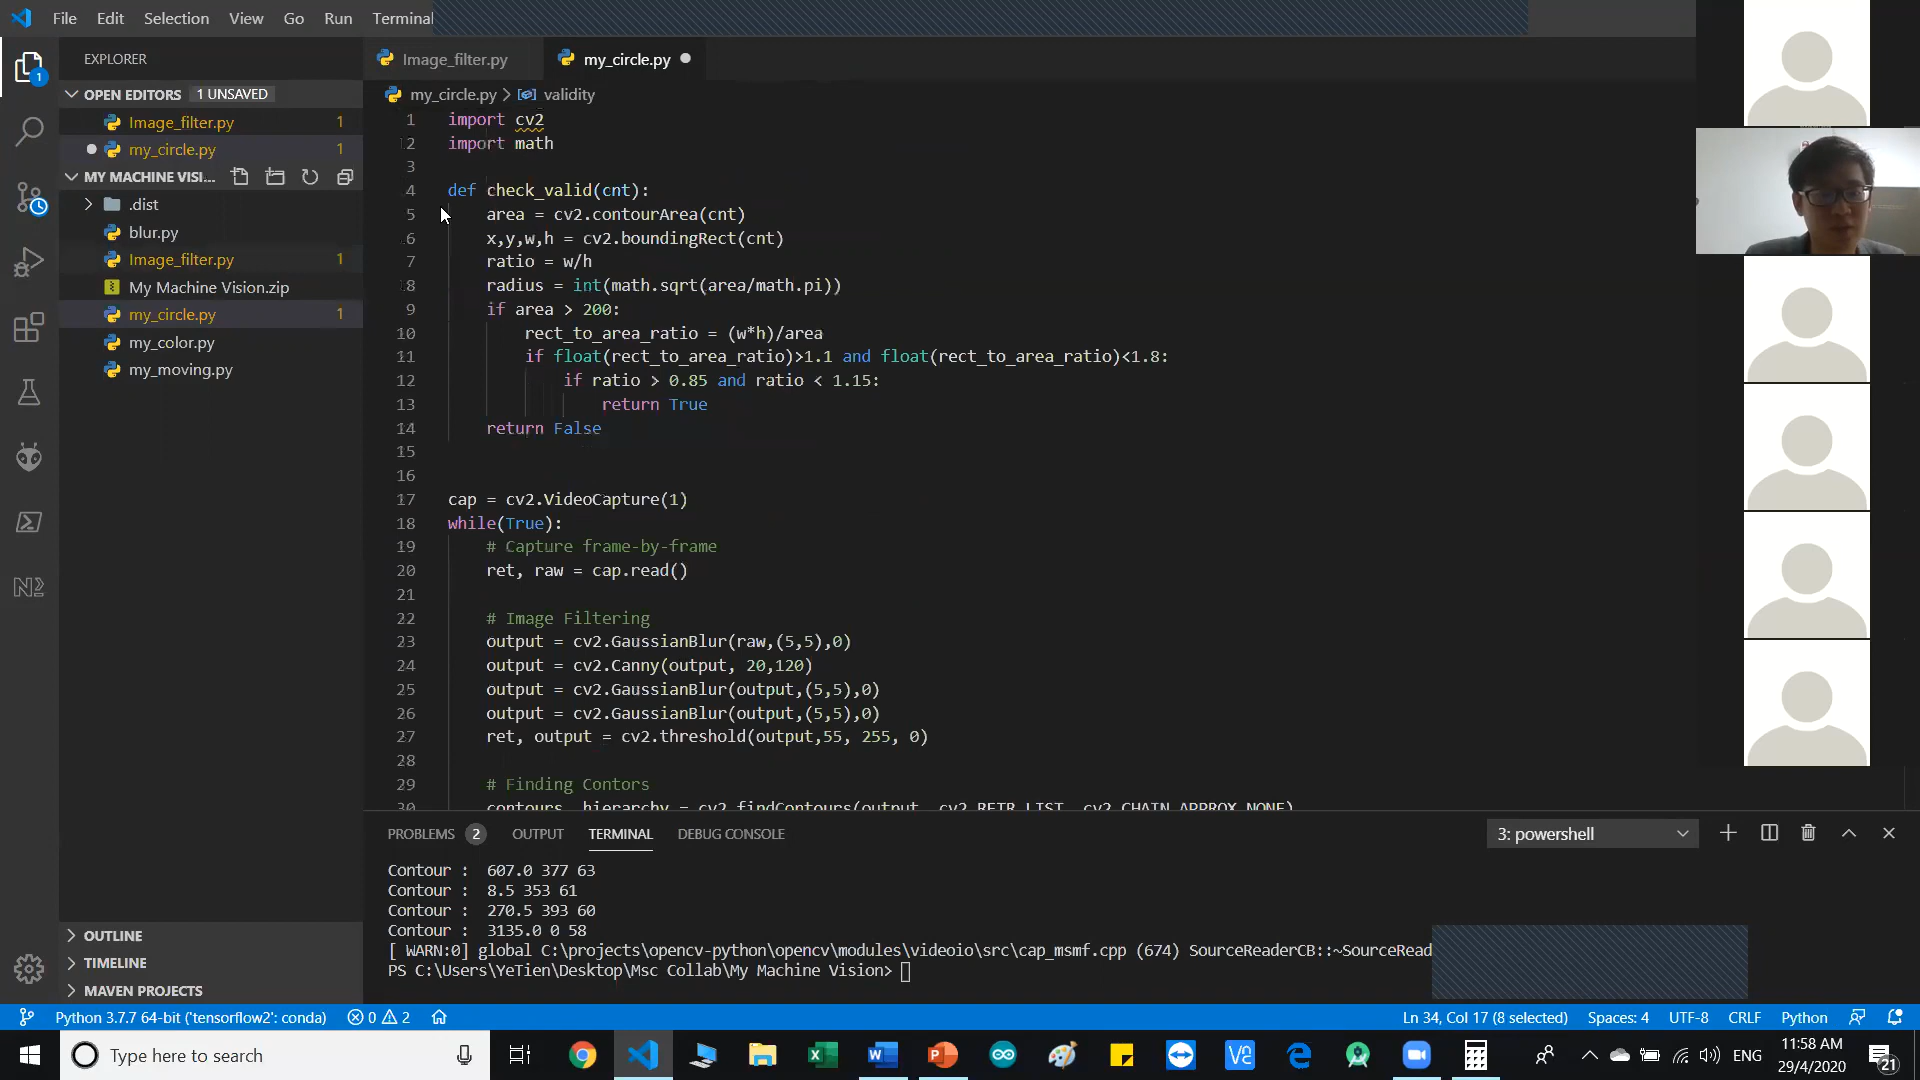 File Edit Selection View Go Run Terminal
EXPLORER
OPEN EDITORS 1 UNSAVED
Image_filter.py 1
my_circle.py 1
MY MACHINE VISI...
.dist
blur.py
Image_filter.py 1
My Machine Vision.zip
my_circle.py 1
my_color.py
my_moving.py
OUTLINE
TIMELINE
MAVEN PROJECTS
1
Image_filter.py my_circle.py
my_circle.py > validity
1 import cv2
2 import math
3
4 def check_valid(cnt):
5 area = cv2.contourArea(cnt)
6 x,y,w,h = cv2.boundingRect(cnt)
7 ratio = w/h
8 radius = int(math.sqrt(area/math.pi))
9 if area > 200:
10 rect_to_area_ratio = (w*h)/area
11 if float(rect_to_area_ratio)>1.1 and float(rect_to_area_ratio)<1.8:
12 if ratio > 0.85 and ratio < 1.15:
13 return True
14 return False
15
16
17 cap = cv2.VideoCapture(1)
18 while(True):
19 # Capture frame-by-frame
20 ret, raw = cap.read()
21
22 # Image Filtering
23 output = cv2.GaussianBlur(raw,(5,5),0)
24 output = cv2.Canny(output, 20,120)
25 output = cv2.GaussianBlur(output,(5,5),0)
26 output = cv2.GaussianBlur(output,(5,5),0)
27 ret, output = cv2.threshold(output,55, 255, 0)
28
29 # Finding Contors
30 contours, hierarchy = cv2.findContours(output, cv2.RETR_LIST, cv2.CHAIN_APPROX_NONE)
PROBLEMS 2 OUTPUT TERMINAL DEBUG CONSOLE 3: powershell
Contour : 607.0 377 63
Contour : 8.5 353 61
Contour : 270.5 393 60
Contour : 3135.0 0 58
[ WARN:0] global C:\projects\opencv-python\opencv\modules\videoio\src\cap_msmf.cpp (674) SourceReaderCB::~SourceRead
PS C:\Users\YeTien\Desktop\Msc Collab\My Machine Vision>
Python 3.7.7 64-bit ('tensorflow2': conda) 0 2 Ln 34, Col 17 (8 selected) Spaces: 4 UTF-8 CRLF Python
Type here to search
ENG
11:58 AM
29/4/2020
21